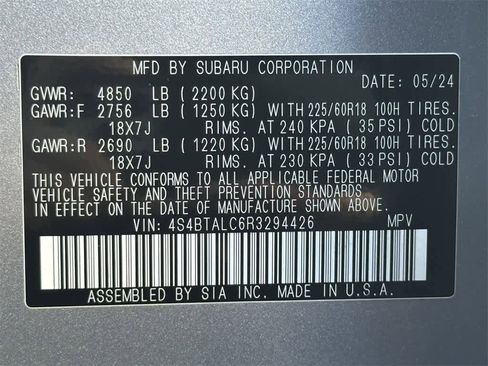 MFD BY SUBARU CORPORATION
DATE: 05/24
GVWR: 4850 LB (2200 KG)
GAWR:F 2756 LB (1250 KG) WITH 225/60R18 100H TIRES.
18X7J RIMS. AT 240 KPA (35 PSI) COLD
GAWR:R 2690 LB (1220 KG) WITH 225/60R18 100H TIRES.
18X7J RIMS. AT 230 KPA (33 PSI) COLD
THIS VEHICLE CONFORMS TO ALL APPLICABLE FEDERAL MOTOR
VEHICLE SAFETY AND THEFT PREVENTION STANDARDS
IN EFFECT ON THE DATE OF MANUFACTURE SHOWN ABOVE.
VIN: 4S4BTALC6R3294426 MPV
ASSEMBLED BY SIA INC. MADE IN U.S.A.